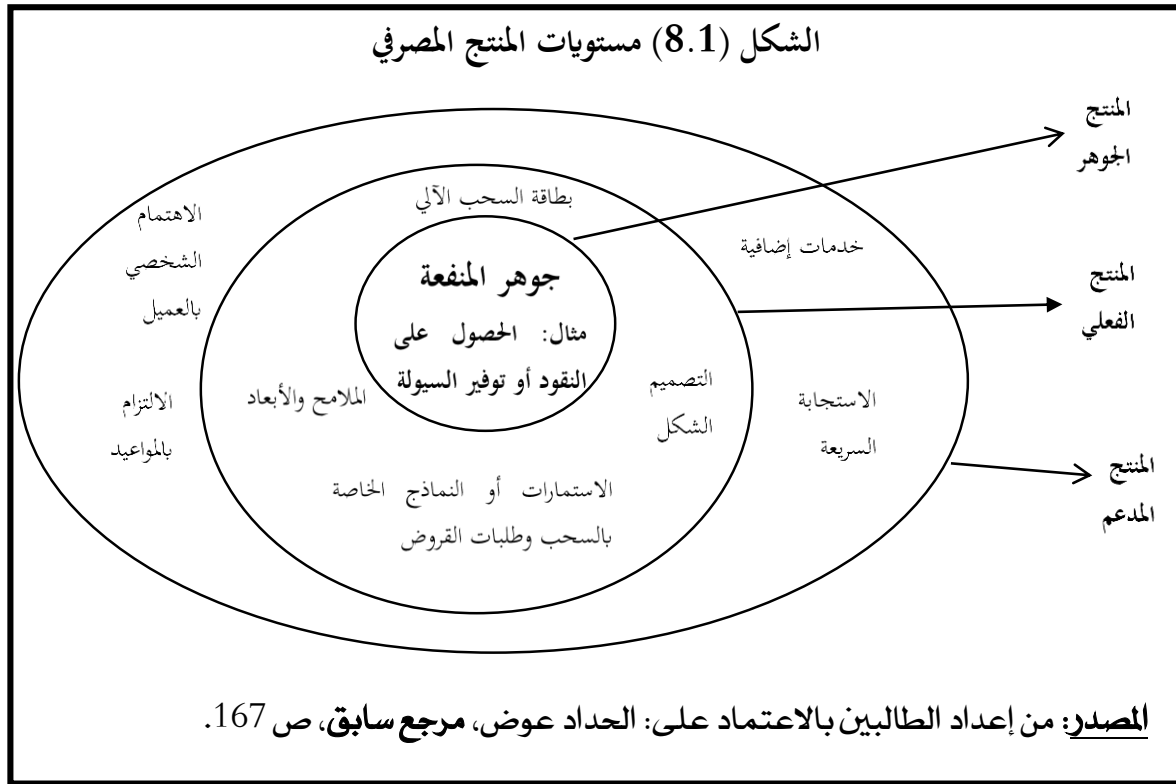 الشكل (8.1) مستويات المنتج المصرفي
المنتج
الجوهر
بطاقة السحب الآلي
الاهتمام
الشخصي
بالعميل
خدمات إضافية
جوهر المنفعة
مثال: الحصول على
النقود أو توفير السيولة
المنتج
الفعلي
التصميم
الشكل
الملامح والأبعاد
الاستجابة
السريعة
الالتزام
بالمواعيد
المنتج
المدعم
الاستمارات أو النماذج الخاصة
بالسحب وطلبات القروض
المصدر: من إعداد الطالبين بالاعتماد على: الحداد عوض، مرجع سابق، ص 167.